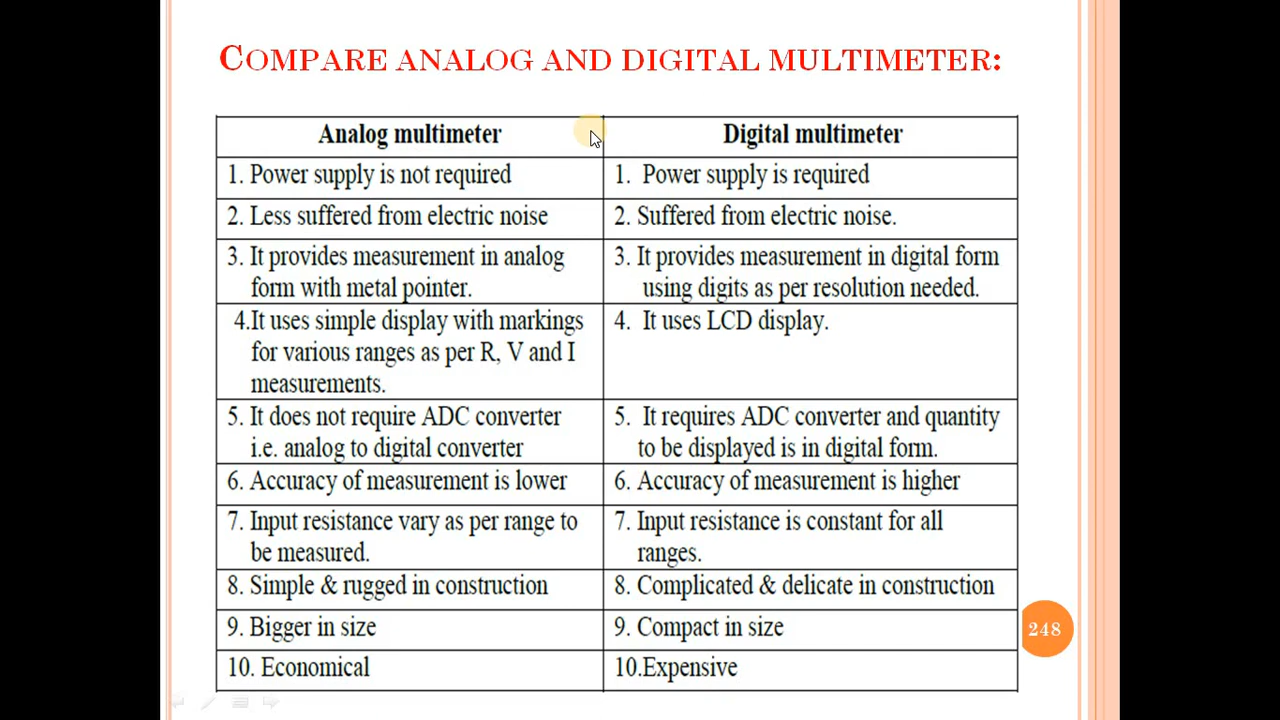 COMPARE ANALOG AND DIGITAL MULTIMETER:
Analog multimeter
Digital multimeter
1. Power supply is not required
1. Power supply is required
2. Less suffered from electric noise
2. Suffered from electric noise.
3. It provides measurement in analog
form with metal pointer.
3. It provides measurement in digital form
using digits as per resolution needed.
4.It uses simple display with markings
for various ranges as per R, V and I
measurements.
4. It uses LCD display.
5. It does not require ADC converter
i.e. analog to digital converter
5. It requires ADC converter and quantity
to be displayed is in digital form.
6. Accuracy of measurement is lower
6. Accuracy of measurement is higher
7. Input resistance vary as per range to
be measured.
7. Input resistance is constant for all
ranges.
8. Simple & rugged in construction
8. Complicated & delicate in construction
9. Bigger in size
9. Compact in size
10. Economical
10.Expensive
248